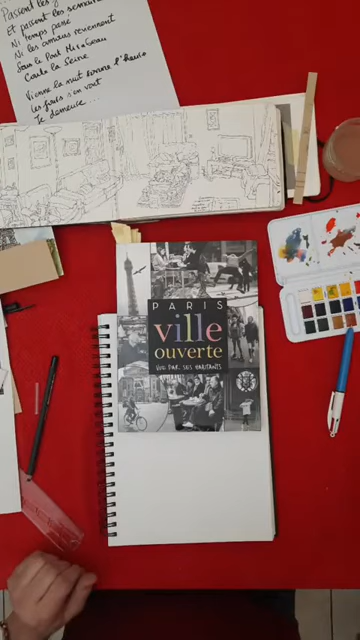 Passent les j
Et passent les semaines
Ni temps passé
Ni les amours reviennent
Sous le Pont Mirabeau
Coule la Seine
Vienne la nuit sonne l'heure
Les jours s'en vont
Je demeure...
PARIS
ville
ouverte
VUE PAR SES HABITANTS